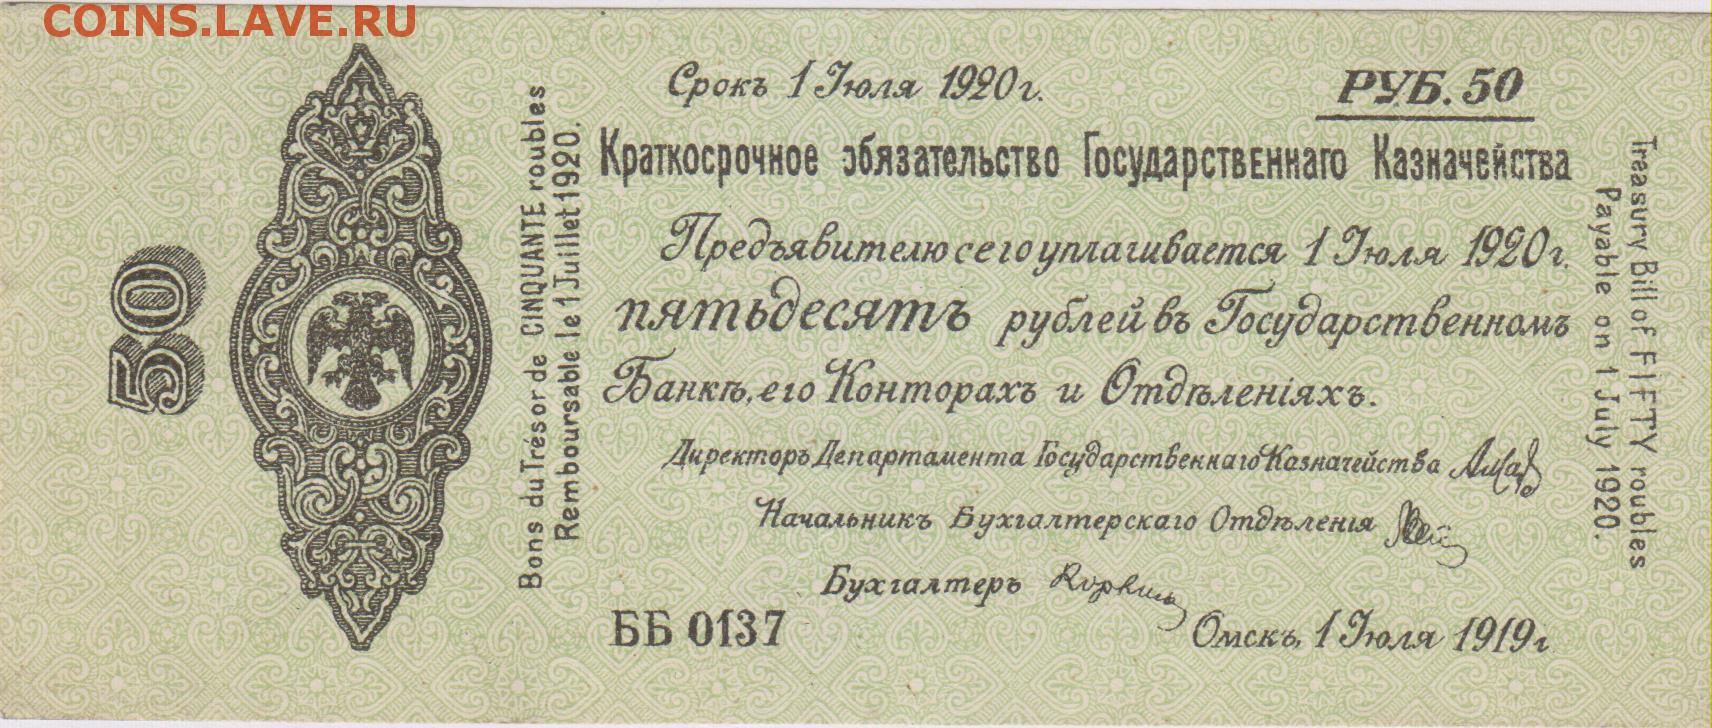 COINS.LAVE.RU
50
Bons du Trésor de CINQUANTE roubles
Remboursable le 1 Juillet 1920.
Срокъ 1 Іюля 1920 г.
РУБ. 50
Краткосрочное обязательство Государственнаго Казначейства
Предъявителю сего уплачивается 1 Іюля 1920 г.
пятьдесятъ рублей въ Государственномъ
Банкѣ, его Конторахъ и Отдѣленіяхъ.
Директоръ Департамента Государственнаго Казначейства
Начальникъ Бухгалтерскаго Отдѣленія
Бухгалтеръ
ББ 0137
Омскъ, 1 Іюля 1919 г
Treasury Bill of FIFTY roubles
Payable on 1 July 1920.